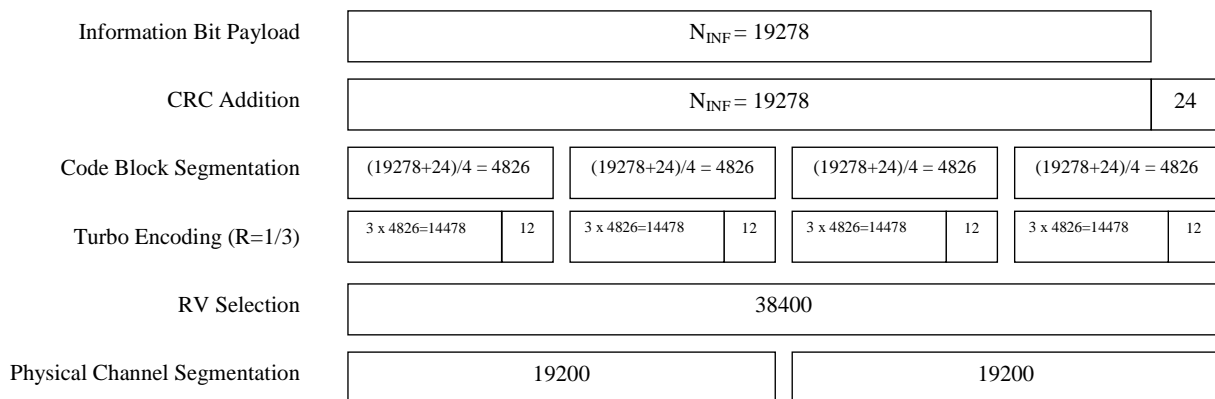 Information Bit Payload
N_INF = 19278
CRC Addition
N_INF = 19278
24
Code Block Segmentation
(19278+24)/4 = 4826
(19278+24)/4 = 4826
(19278+24)/4 = 4826
(19278+24)/4 = 4826
Turbo Encoding (R=1/3)
3 x 4826=14478
12
3 x 4826=14478
12
3 x 4826=14478
12
3 x 4826=14478
12
RV Selection
38400
Physical Channel Segmentation
19200
19200